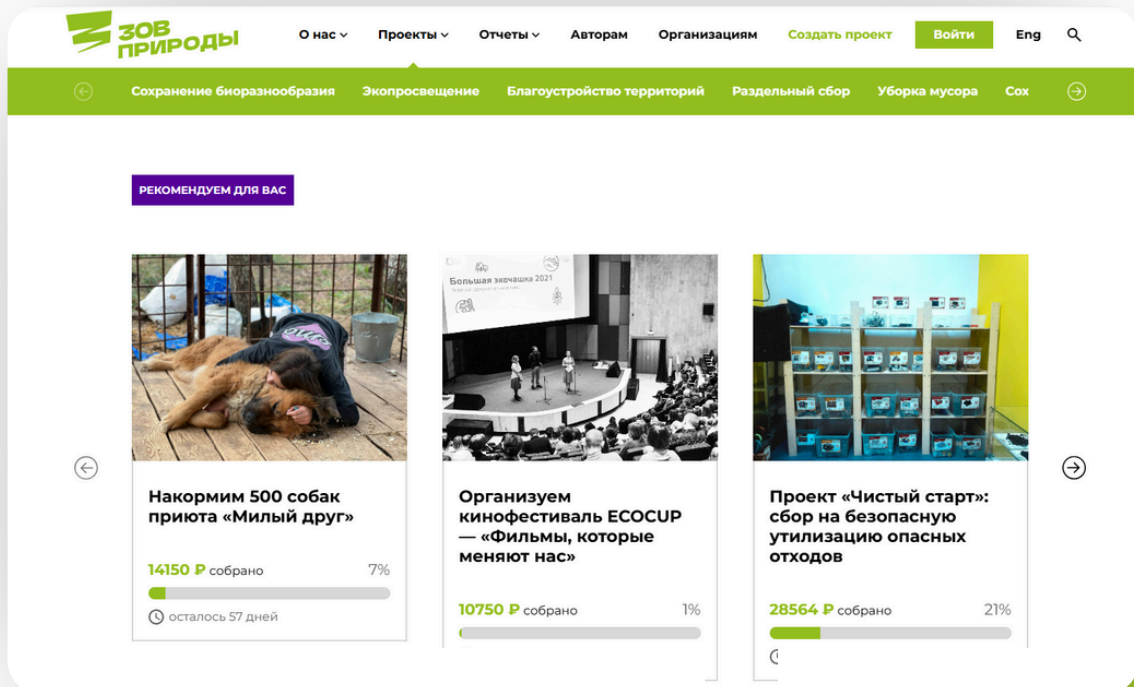 ЗОВ
ПРИРОДЫ
О нас
Проекты
Отчеты
Авторам
Организациям
Создать проект
Войти
Eng
Сохранение биоразнообразия
Экопросвещение
Благоустройство территорий
Раздельный сбор
Уборка мусора
Сох
РЕКОМЕНДУЕМ ДЛЯ ВАС
Большая экочашка 2021
Накормим 500 собак
приюта «Милый друг»
14150 ₽ собрано 7%
осталось 57 дней
Организуем
кинофестиваль ECOCUP
— «Фильмы, которые
меняют нас»
10750 ₽ собрано 1%
Проект «Чистый старт»:
сбор на безопасную
утилизацию опасных
отходов
28564 ₽ собрано 21%